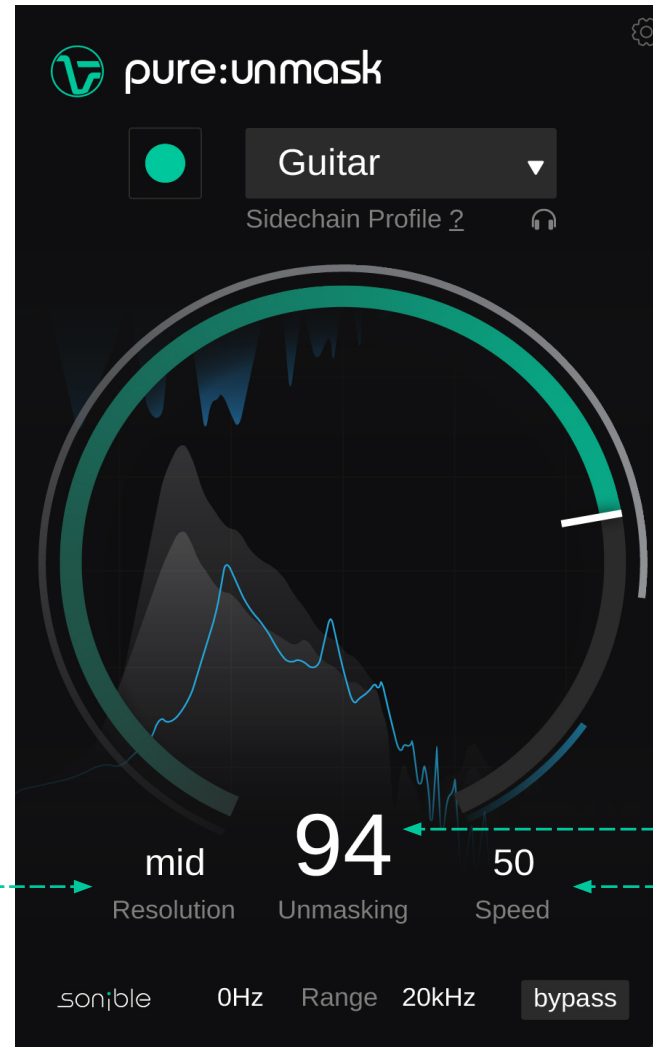 pure:unmask
Guitar
Sidechain Profile ?
94
mid
50
Resolution
Unmasking
Speed
sonible
0Hz
Range
20kHz
bypass